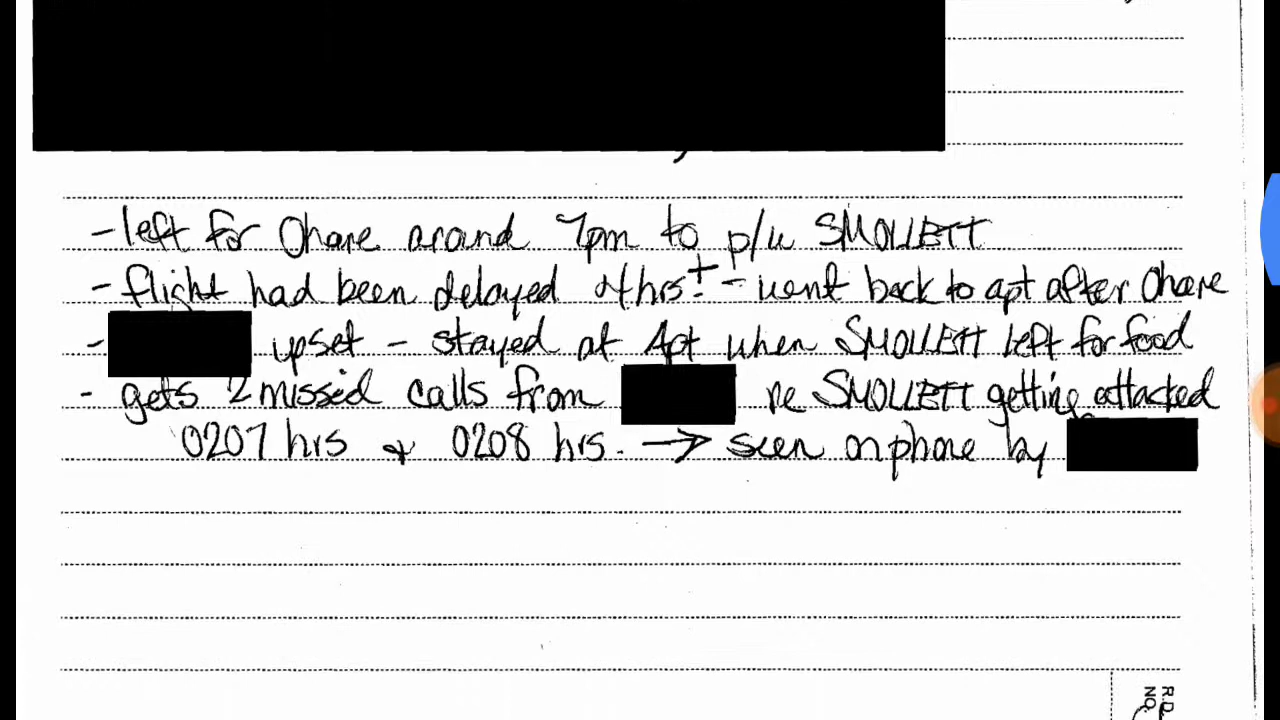 - left for Ohare around 7pm to p/u SMOLLETT
- flight had been delayed 4hrs.+ - went back to apt after Ohare
- upset - stayed at Apt when SMOLLETT left for food
- gets 2 missed calls from re SMOLLETT getting attacked
0207 hrs & 0208 hrs. → seen on phone by
R.D.
NO.